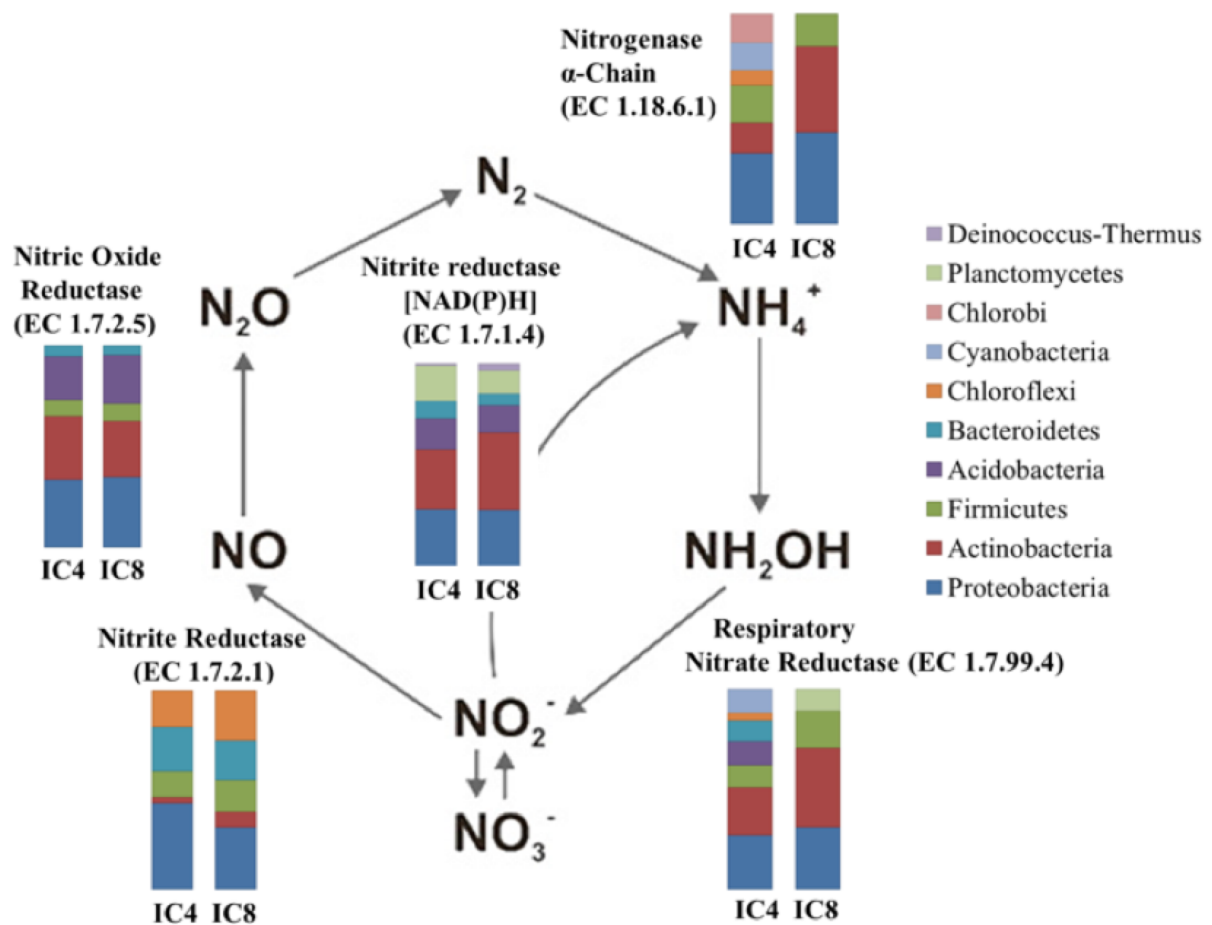 Nitrogenase
α-Chain
(EC 1.18.6.1)
IC4 IC8
N₂
Nitric Oxide
Reductase
(EC 1.7.2.5)
IC4 IC8
N₂O
Nitrite reductase
[NAD(P)H]
(EC 1.7.1.4)
IC4 IC8
NH₄⁺
Deinococcus-Thermus
Planctomycetes
Chlorobi
Cyanobacteria
Chloroflexi
Bacteroidetes
Acidobacteria
Firmicutes
Actinobacteria
Proteobacteria
NO
NH₂OH
Nitrite Reductase
(EC 1.7.2.1)
IC4 IC8
Respiratory
Nitrate Reductase (EC 1.7.99.4)
IC4 IC8
NO₂⁻
NO₃⁻